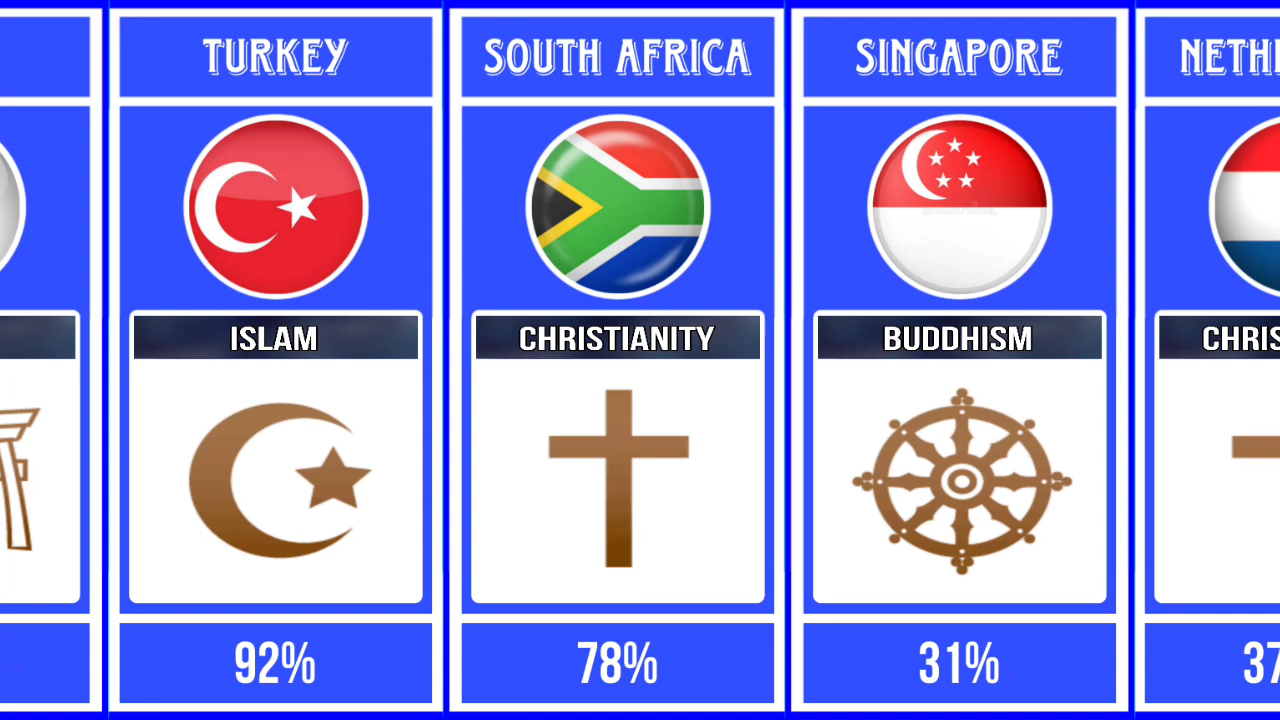 TURKEY
SOUTH AFRICA
SINGAPORE
ISLAM
CHRISTIANITY
BUDDHISM
92%
78%
31%